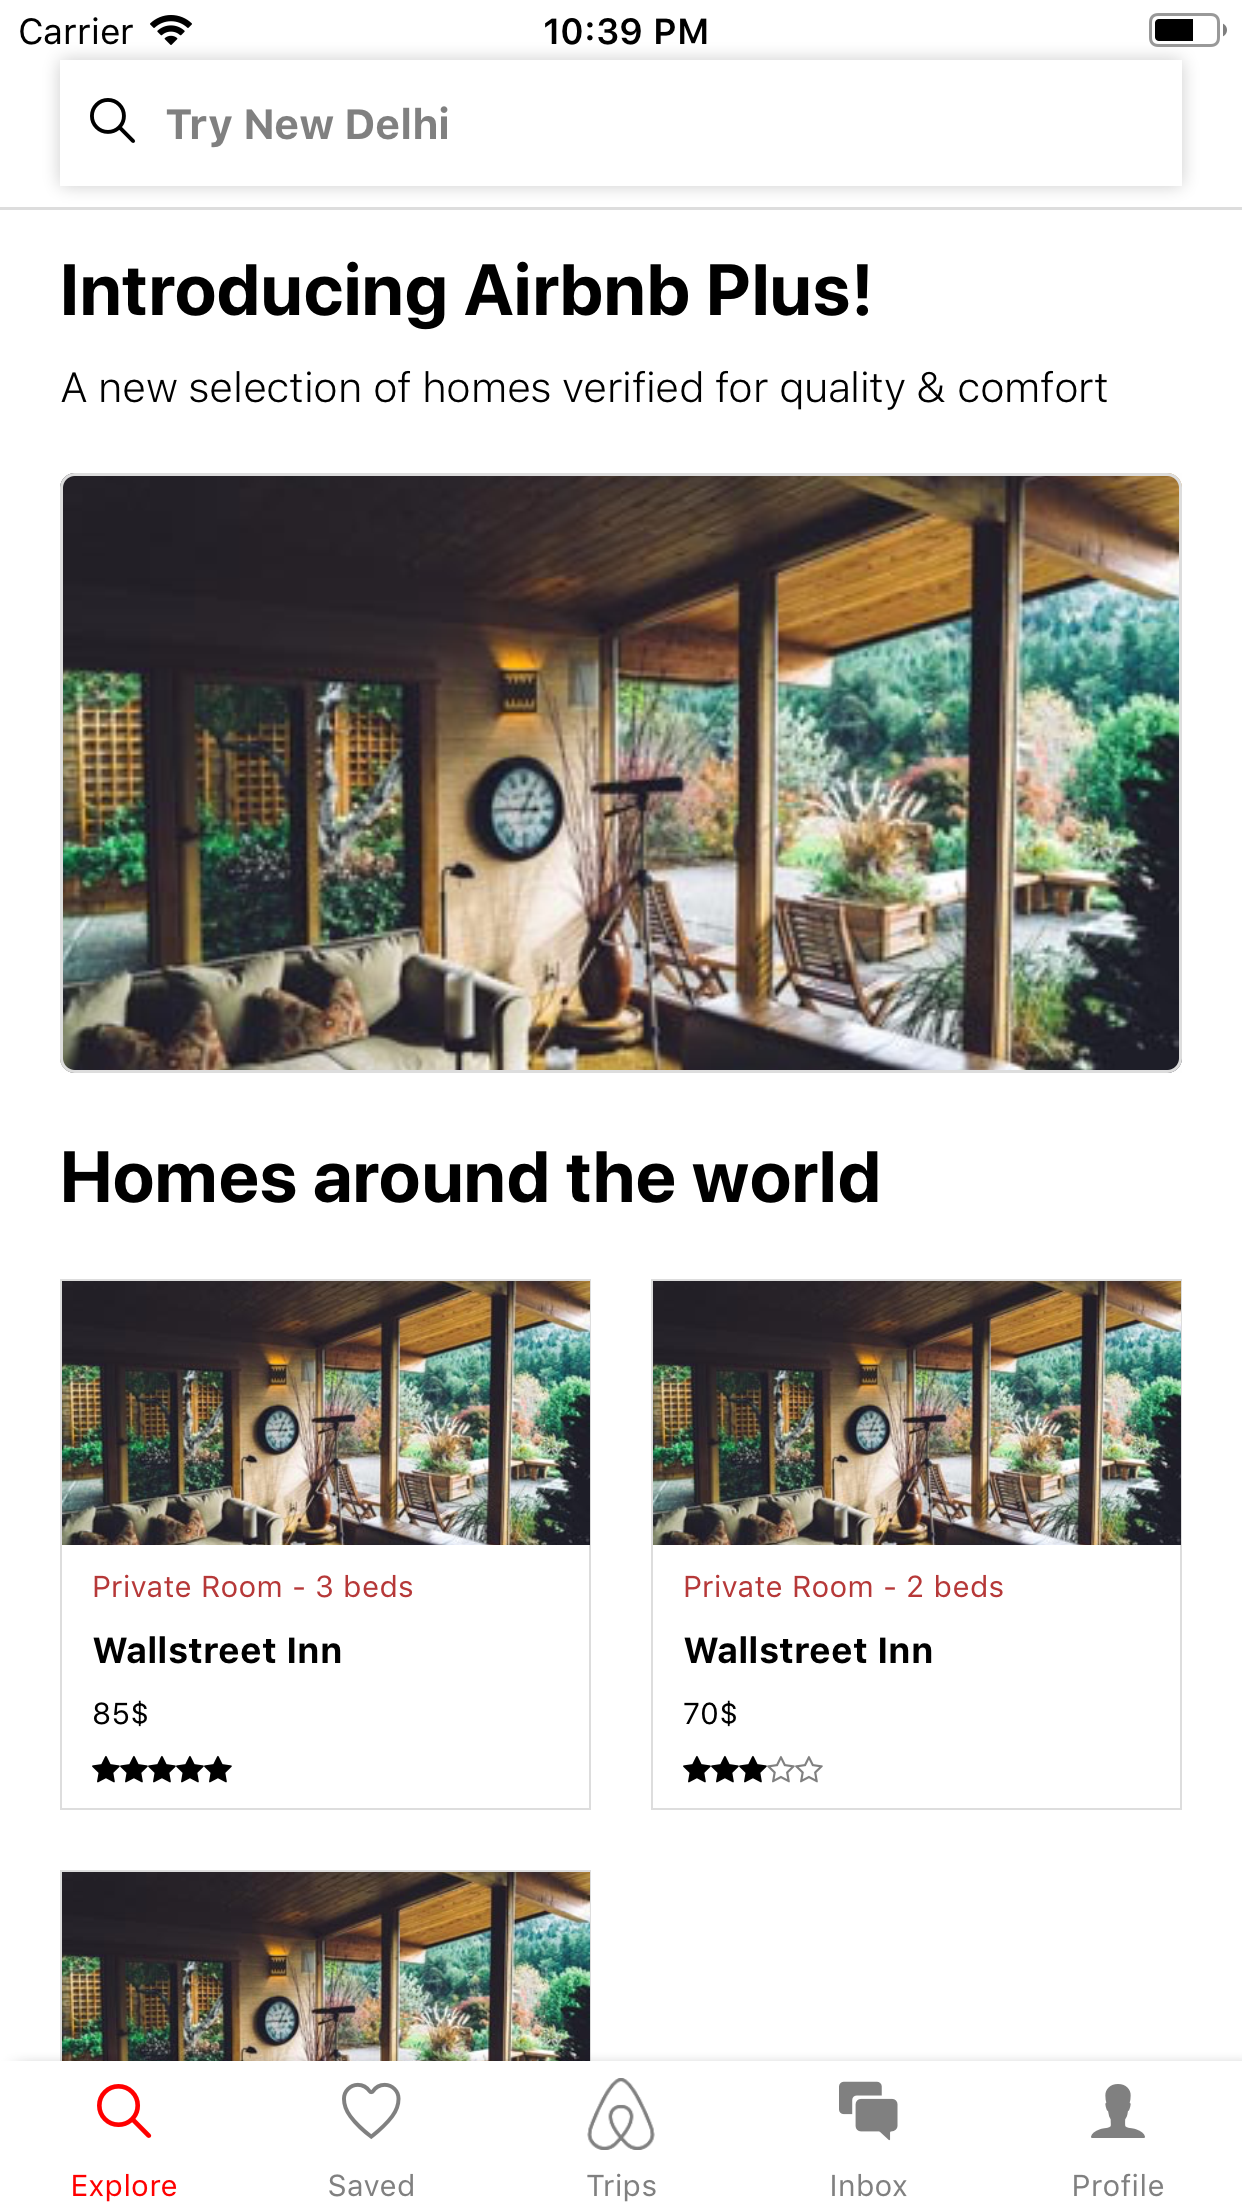 Carrier 10:39 PM
Try New Delhi
Introducing Airbnb Plus!
A new selection of homes verified for quality & comfort
Homes around the world
Private Room - 3 beds
Wallstreet Inn
85$
Private Room - 2 beds
Wallstreet Inn
70$
Explore Saved Trips Inbox Profile